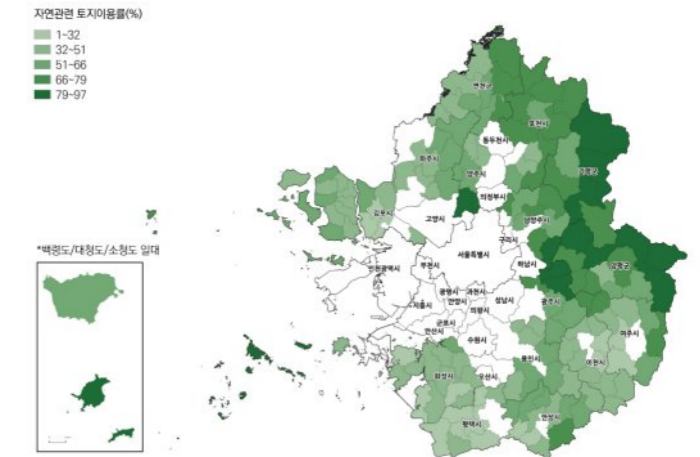 자연관련 토지이용률(%)
1~32
32~51
51~66
66~79
79~97
연천군
포천시
동두천시
가평군
파주시
양주시
의정부시
김포시
고양시
남양주시
구리시
*백령도/대청도/소청도 일대
서울특별시
하남시
양평군
인천광역시
부천시
광명시
과천시
성남시
광주시
시흥시
안양시
의왕시
군포시
안산시
여주시
수원시
이천시
용인시
화성시
오산시
평택시
안성시